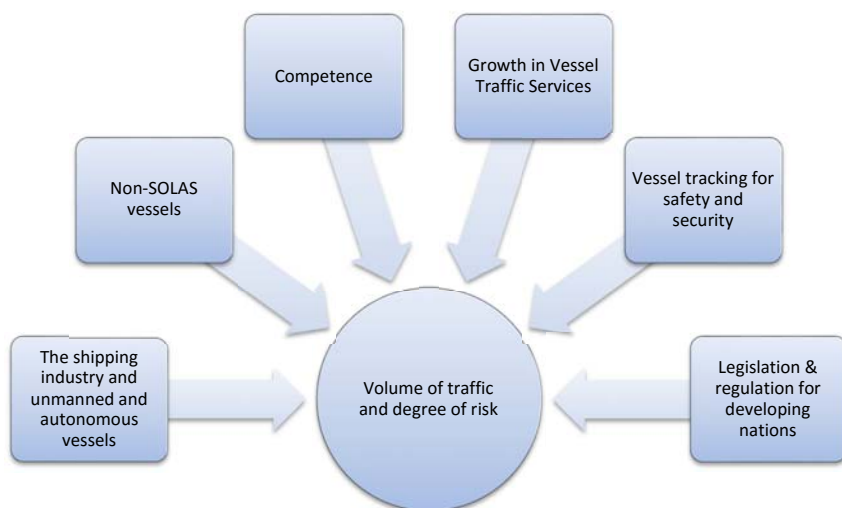 Competence
Growth in Vessel
Traffic Services
Non-SOLAS
vessels
Vessel tracking for
safety and
security
The shipping
industry and
unmanned and
autonomous
vessels
Volume of traffic
and degree of risk
Legislation &
regulation for
developing
nations